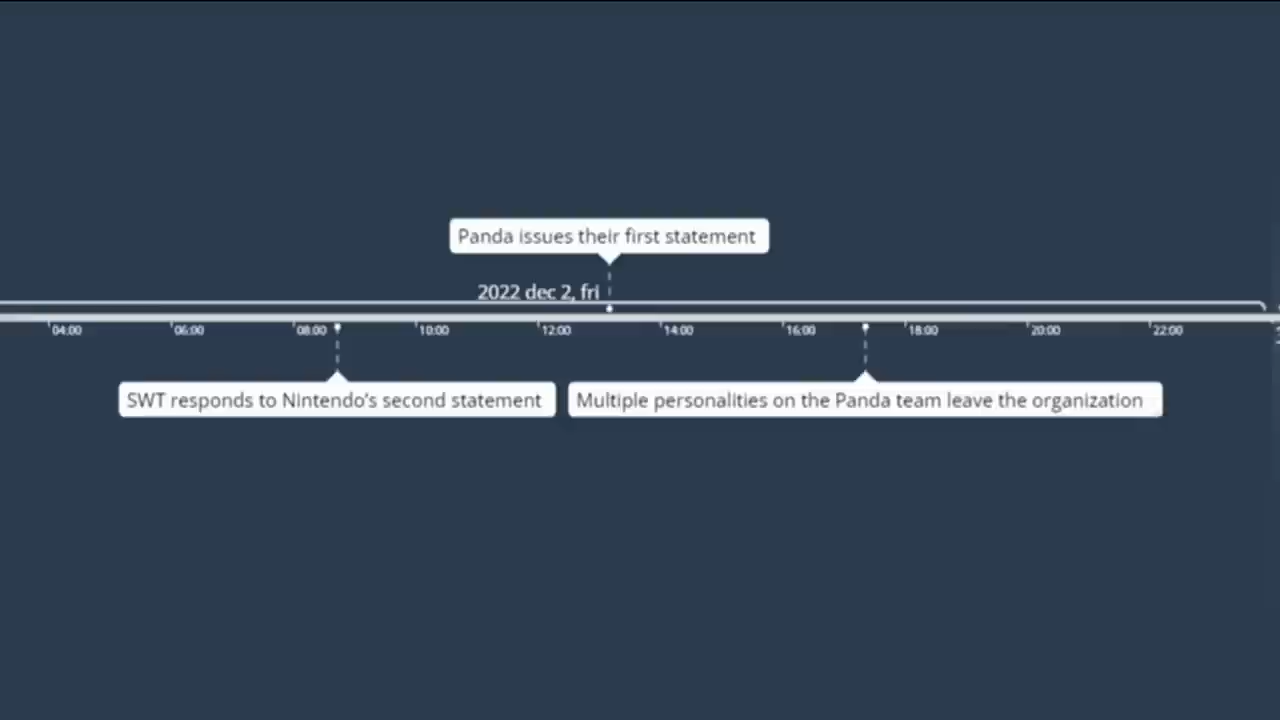 Panda issues their first statement
2022 dec 2, fri
04:00 06:00 08:00 10:00 12:00 14:00 16:00 18:00 20:00 22:00
SWT responds to Nintendo's second statement
Multiple personalities on the Panda team leave the organization